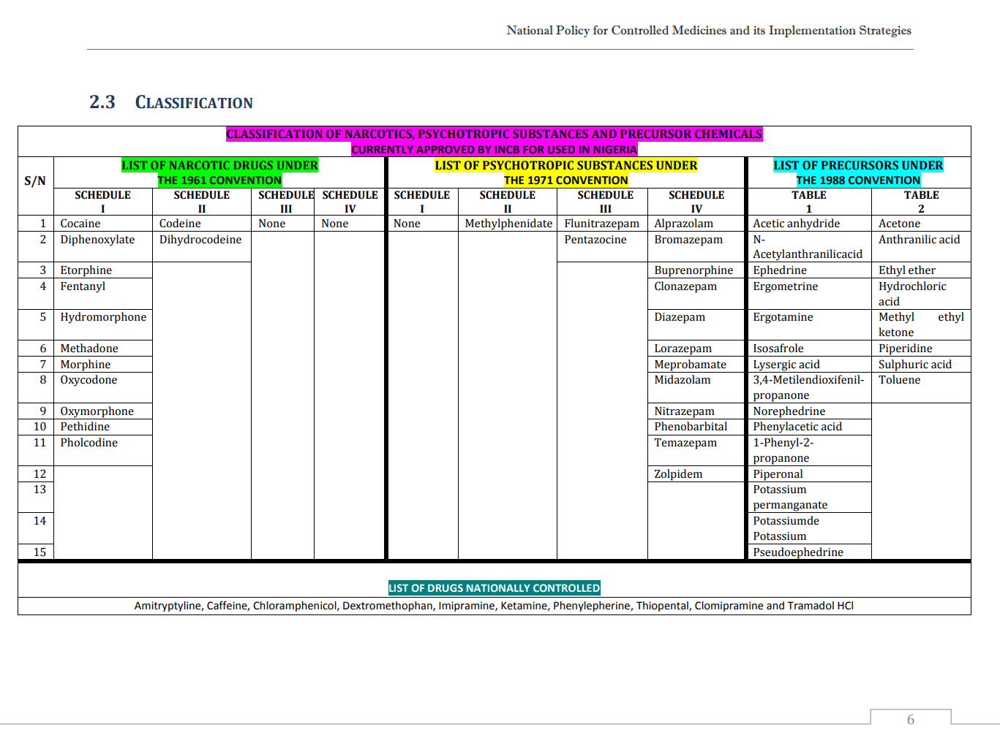 National Policy for Controlled Medicines and its Implementation Strategies
2.3 CLASSIFICATION
CLASSIFICATION OF NARCOTICS, PSYCHOTROPIC SUBSTANCES AND PRECURSOR CHEMICALS
CURRENTLY APPROVED BY INCB FOR USED IN NIGERIA
S/N
LIST OF NARCOTIC DRUGS UNDER
THE 1961 CONVENTION
LIST OF PSYCHOTROPIC SUBSTANCES UNDER
THE 1971 CONVENTION
LIST OF PRECURSORS UNDER
THE 1988 CONVENTION
SCHEDULE SCHEDULE SCHEDULE SCHEDULE SCHEDULE SCHEDULE SCHEDULE SCHEDULE TABLE TABLE
I II III IV I II III IV 1 2
1 Cocaine Codeine None None None Methylphenidate Flunitrazepam Alprazolam Acetic anhydride Acetone
2 Diphenoxylate Dihydrocodeine Pentazocine Bromazepam N- Anthranilic acid
Acetylanthranilicacid
3 Etorphine Buprenorphine Ephedrine Ethyl ether
4 Fentanyl Clonazepam Ergometrine Hydrochloric
acid
5 Hydromorphone Diazepam Ergotamine Methyl ethyl
ketone
6 Methadone Lorazepam Isosafrole Piperidine
7 Morphine Meprobamate Lysergic acid Sulphuric acid
8 Oxycodone Midazolam 3,4-Metilendioxifenil- Toluene
propanone
9 Oxymorphone Nitrazepam Norephedrine
10 Pethidine Phenobarbital Phenylacetic acid
11 Pholcodine Temazepam 1-Phenyl-2-
propanone
12 Zolpidem Piperonal
13 Potassium
permanganate
14 Potassiumde
Potassium
15 Pseudoephedrine
LIST OF DRUGS NATIONALLY CONTROLLED
Amitryptyline, Caffeine, Chloramphenicol, Dextromethophan, Imipramine, Ketamine, Phenylepherine, Thiopental, Clomipramine and Tramadol HCl
6